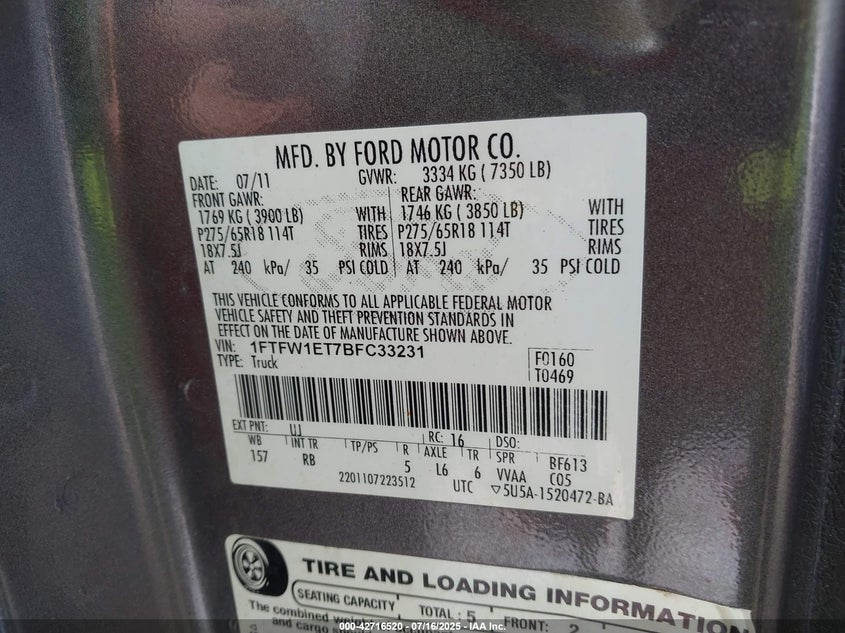 MFD. BY FORD MOTOR CO.
DATE: 07/11 GVWR: 3334 KG ( 7350 LB)
FRONT GAWR: REAR GAWR:
1769 KG ( 3900 LB) WITH 1746 KG ( 3850 LB) WITH
P275/65R18 114T TIRES P275/65R18 114T TIRES
18X7.5J RIMS 18X7.5J RIMS
AT 240 kPa/ 35 PSI COLD AT 240 kPa/ 35 PSI COLD
THIS VEHICLE CONFORMS TO ALL APPLICABLE FEDERAL MOTOR
VEHICLE SAFETY AND THEFT PREVENTION STANDARDS IN
EFFECT ON THE DATE OF MANUFACTURE SHOWN ABOVE.
VIN: 1FTFW1ET7BFC33231 F0160
TYPE: Truck T0469
EXT PNT: UJ RC: 16 DSO:
WB INT TR TP/PS R AXLE TR SPR BF613
157 RB 5 L6 6 VVAA C05
2201107223512 UTC ▽5U5A-1520472-BA
TIRE AND LOADING INFORMATION
SEATING CAPACITY TOTAL: 5 FRONT: 2
The combined
and cargo
000-42716520 - 07/16/2025 - IAA Inc.